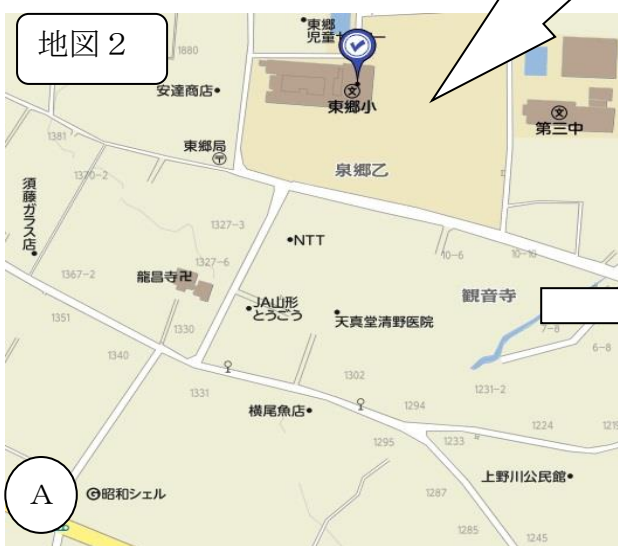 地図２
1880
東郷
児童
安達商店
東郷小
第三中
1381
東郷局
泉郷乙
1370-2
須藤ガラス店
1327-3
NTT
10-6
10-10
1367-2
龍昌寺
1327-6
観音寺
JA山形
とうごう
天真堂清野医院
1351
1330
7-8
6-8
1340
1302
1331
1231-2
横尾魚店
1294
1224
1295
1233
A
昭和シェル
1287
上野川公民館
1285
1245